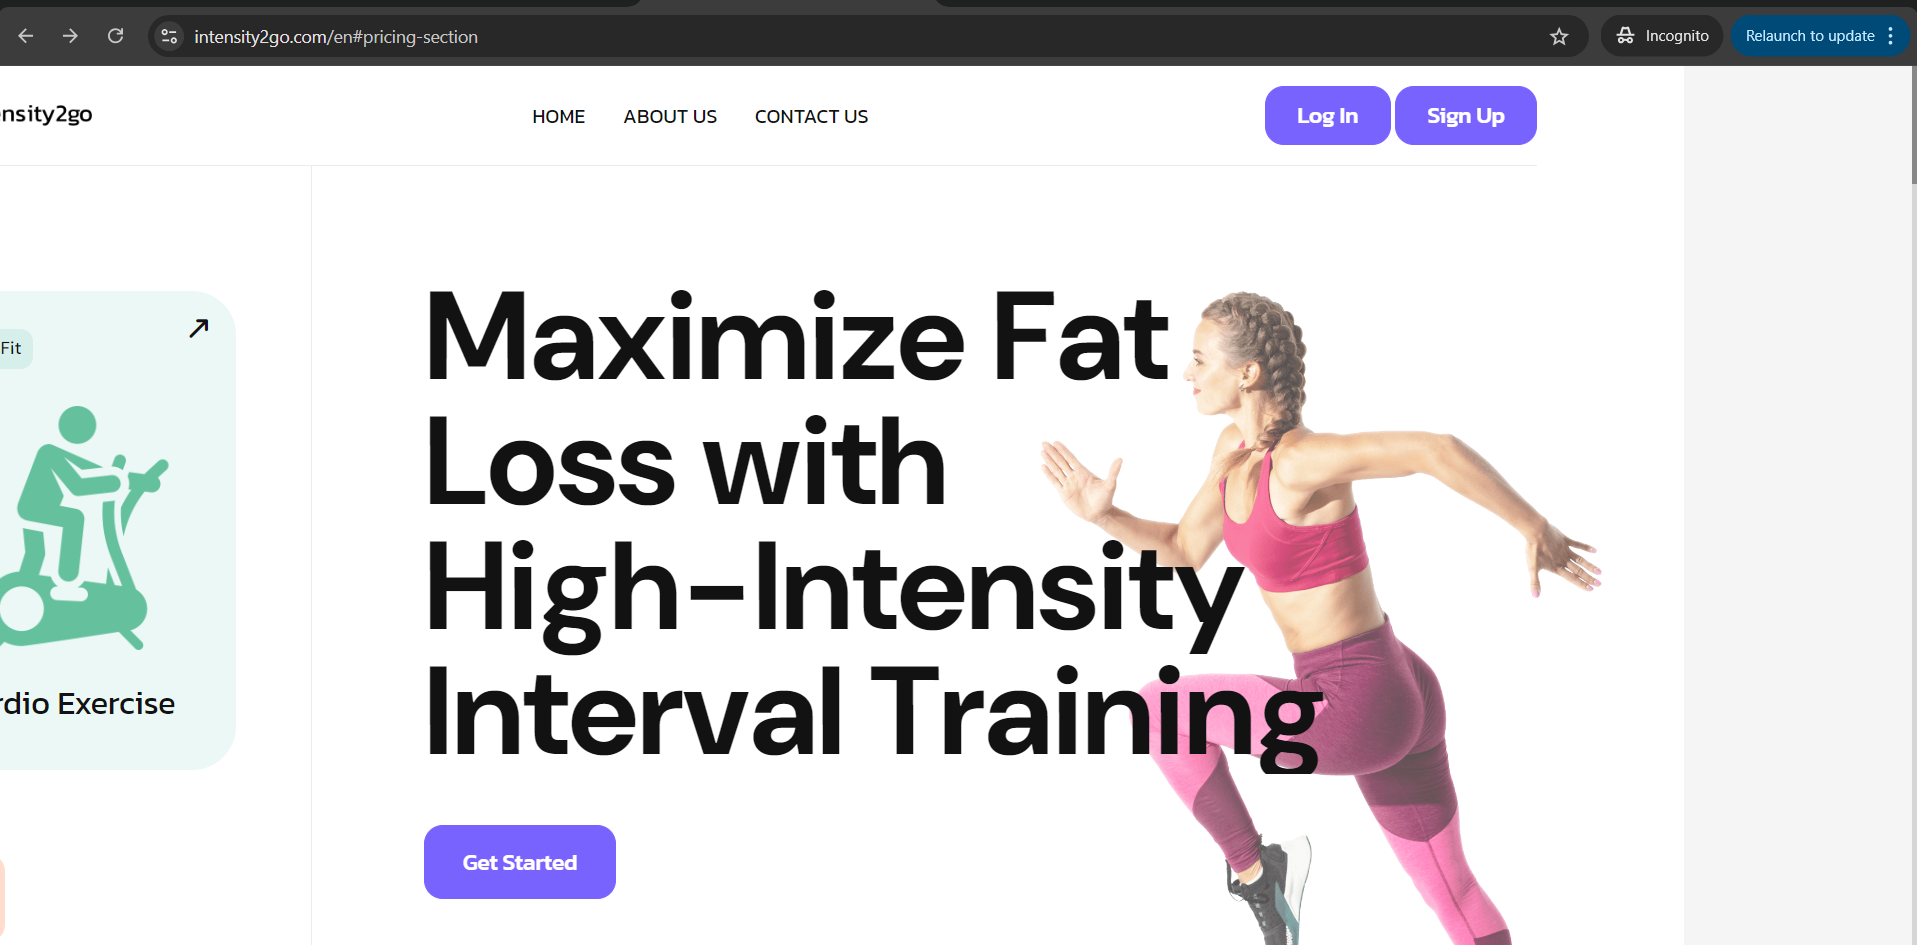 intensity2go.com/en#pricing-section
Incognito
Relaunch to update
nsity2go
HOME
ABOUT US
CONTACT US
Log In
Sign Up
Fit
rdio Exercise
Maximize Fat
Loss with
High-Intensity
Interval Training
Get Started